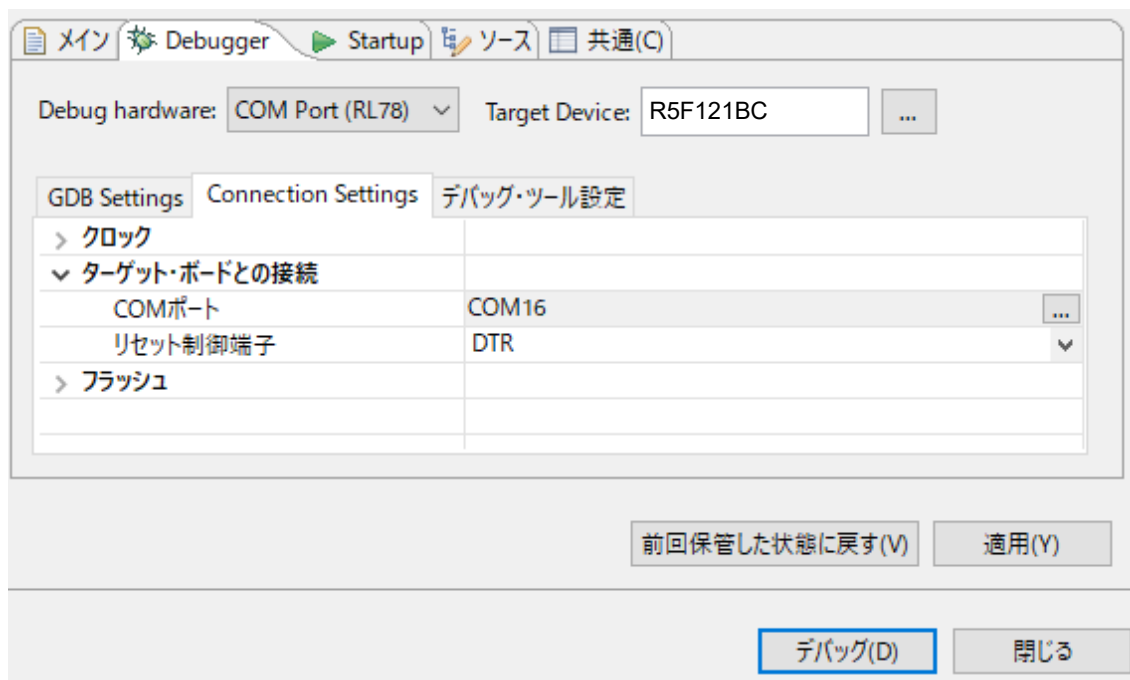 メイン Debugger Startup ソース 共通(C)
Debug hardware: COM Port (RL78) Target Device: R5F121BC ...
GDB Settings Connection Settings デバッグ・ツール設定
クロック
ターゲット・ボードとの接続
COMポート COM16 ...
リセット制御端子 DTR
フラッシュ
前回保管した状態に戻す(V) 適用(Y)
デバッグ(D) 閉じる